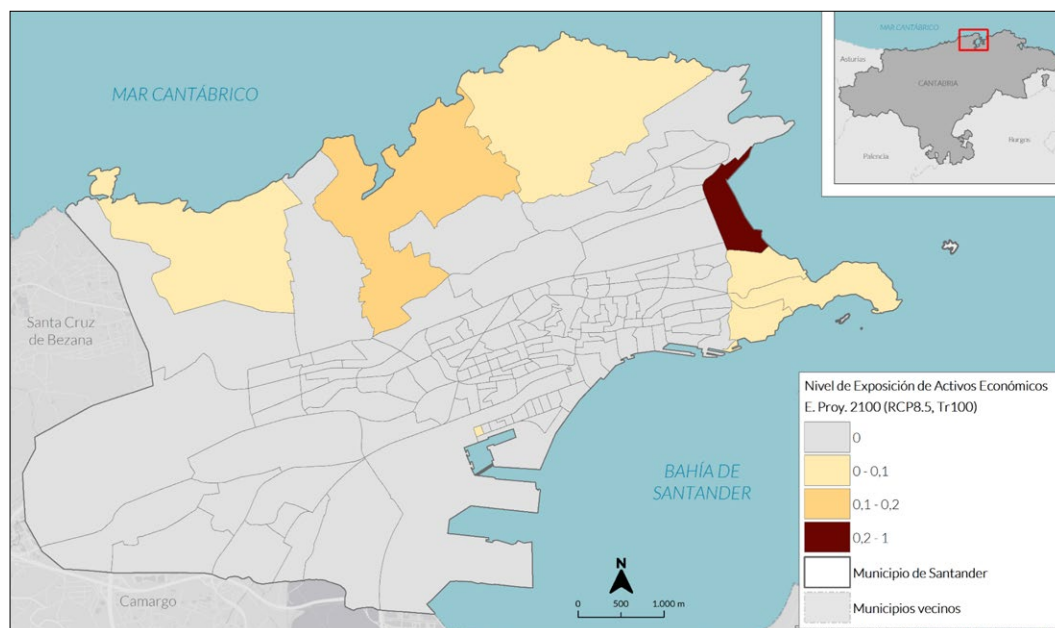 MAR CANTÁBRICO
MAR CANTÁBRICO
Asturias
CANTABRIA
Palencia
Burgos
Santa Cruz
de Bezana
BAHÍA DE
SANTANDER
Camargo
N
0 500 1.000 m
Nivel de Exposición de Activos Económicos
E. Proy. 2100 (RCP8.5, Tr100)
0
0 - 0,1
0,1 - 0,2
0,2 - 1
Municipio de Santander
Municipios vecinos